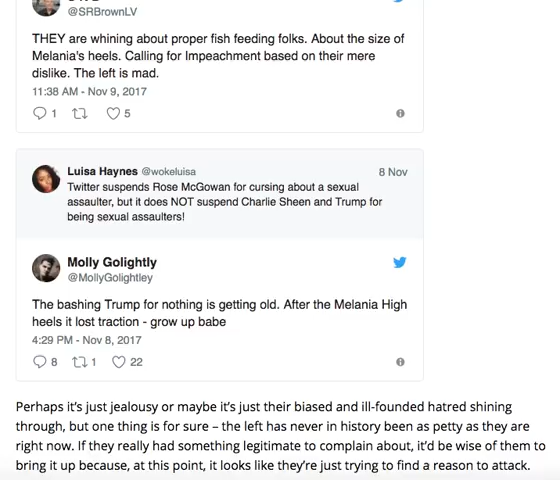 @SRBrownLV
THEY are whining about proper fish feeding folks. About the size of
Melania's heels. Calling for Impeachment based on their mere
dislike. The left is mad.
11:38 AM - Nov 9, 2017
1 5
Luisa Haynes @wokeluisa 8 Nov
Twitter suspends Rose McGowan for cursing about a sexual
assaulter, but it does NOT suspend Charlie Sheen and Trump for
being sexual assaulters!
Molly Golightly
@MollyGolightley
The bashing Trump for nothing is getting old. After the Melania High
heels it lost traction - grow up babe
4:29 PM - Nov 8, 2017
8 1 22
Perhaps it's just jealousy or maybe it's just their biased and ill-founded hatred shining
through, but one thing is for sure – the left has never in history been as petty as they are
right now. If they really had something legitimate to complain about, it'd be wise of them to
bring it up because, at this point, it looks like they're just trying to find a reason to attack.